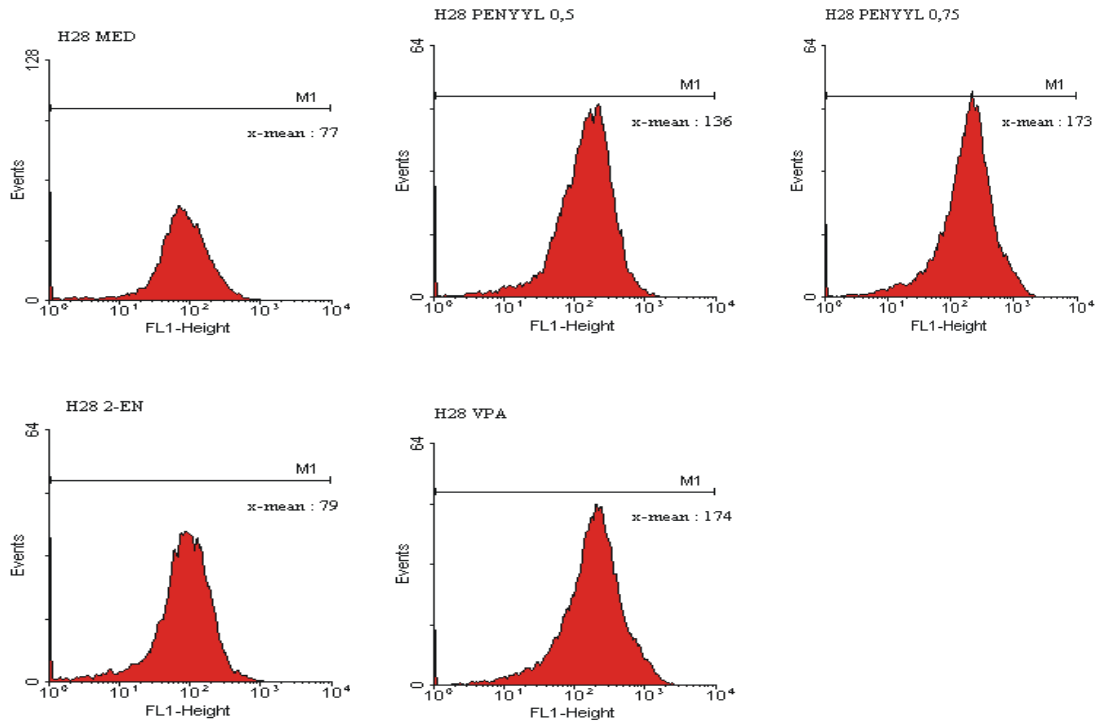 H28 MED
128
M1
x-mean : 77
Events
0
10⁰ 10¹ 10² 10³ 10⁴
FL1-Height
H28 PENYYL 0,5
64
M1
x-mean : 136
Events
0
10⁰ 10¹ 10² 10³ 10⁴
FL1-Height
H28 PENYYL 0,75
64
M1
x-mean : 173
Events
0
10⁰ 10¹ 10² 10³ 10⁴
FL1-Height
H28 2-EN
64
M1
x-mean : 79
Events
0
10⁰ 10¹ 10² 10³ 10⁴
FL1-Height
H28 VPA
64
M1
x-mean : 174
Events
0
10⁰ 10¹ 10² 10³ 10⁴
FL1-Height